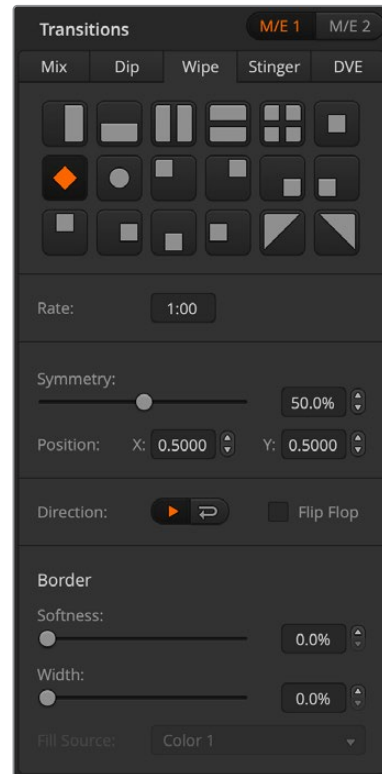 Transitions M/E 1 M/E 2
Mix Dip Wipe Stinger DVE
Rate: 1:00
Symmetry:
50.0%
Position: X: 0.5000 Y: 0.5000
Direction: Flip Flop
Border
Softness:
0.0%
Width:
0.0%
Fill Source: Color 1